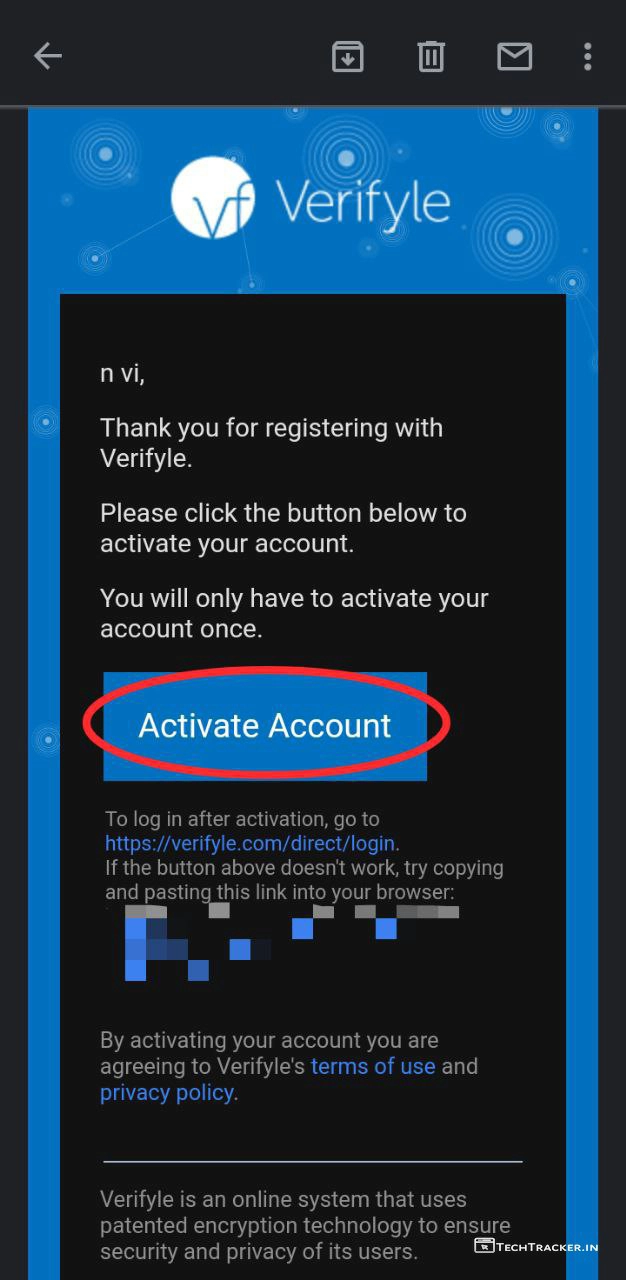 vf Verifyle
n vi,
Thank you for registering with
Verifyle.
Please click the button below to
activate your account.
You will only have to activate your
account once.
Activate Account
To log in after activation, go to
https://verifyle.com/direct/login.
If the button above doesn't work, try copying
and pasting this link into your browser:
By activating your account you are
agreeing to Verifyle's terms of use and
privacy policy.
Verifyle is an online system that uses
patented encryption technology to ensure
security and privacy of its users.
TECHTRACKER.IN